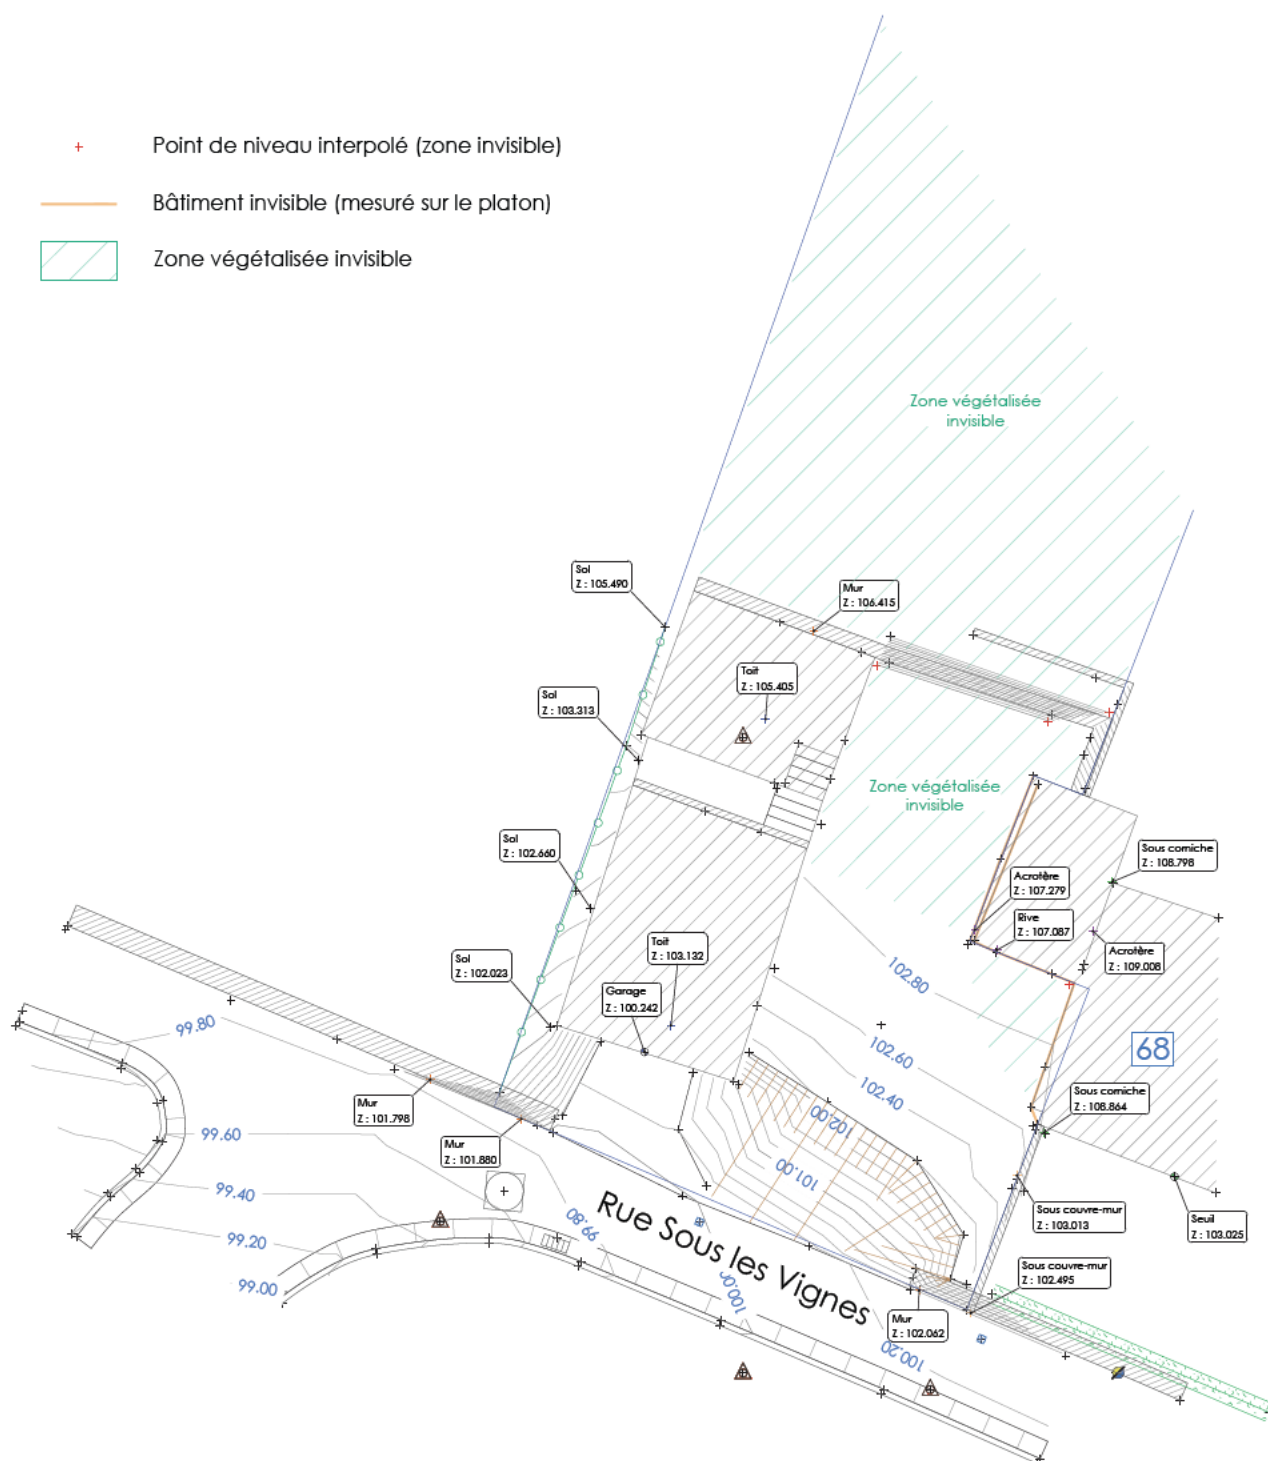 Point de niveau interpolé (zone invisible)
Bâtiment invisible (mesuré sur le platon)
Zone végétalisée invisible
Zone végétalisée
invisible
Sol
Z : 105.490
Mur
Z : 106.415
Toit
Z : 105.405
Sol
Z : 103.313
Zone végétalisée
invisible
Sol
Z : 102.660
Sous corniche
Z : 108.798
Acrotère
Z : 107.279
Rive
Z : 107.087
Toit
Z : 103.132
Acrotère
Z : 109.008
Sol
Z : 102.023
Garage
Z : 100.242
102.80
99.80
102.60
68
102.40
Mur
Z : 101.798
Sous corniche
Z : 108.864
102.00
99.60
Mur
Z : 101.880
101.00
99.40
Sous couvre-mur
Z : 103.013
Seuil
Z : 103.025
99.20
99.80
Rue Sous les Vignes
99.00
100.00
Sous couvre-mur
Z : 102.495
Mur
Z : 102.062
100.20